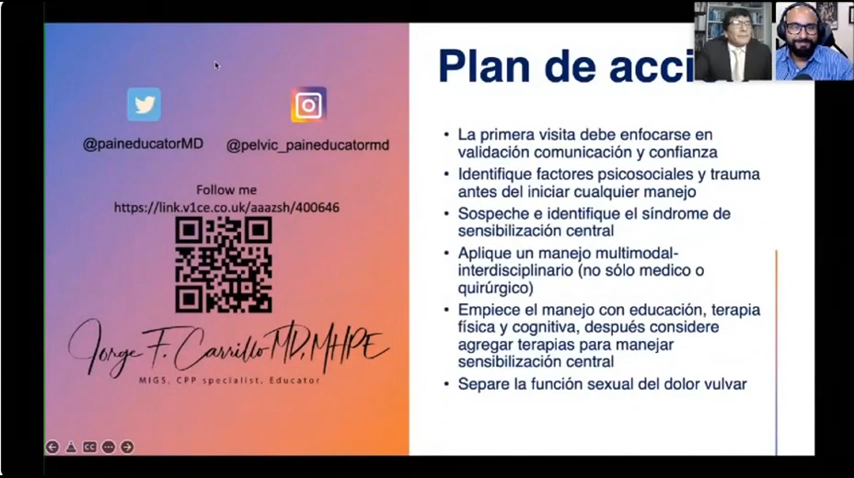 Plan de acci
@paineducatorMD
@pelvic_paineducatormd
Follow me
https://link.v1ce.co.uk/aaazsh/400646
Jorge F. Carrillo MD, MHPE
MIGS, CPP specialist, Educator
• La primera visita debe enfocarse en
validación comunicación y confianza
• Identifique factores psicosociales y trauma
antes del iniciar cualquier manejo
• Sospeche e identifique el síndrome de
sensibilización central
• Aplique un manejo multimodal-
interdisciplinario (no sólo medico o
quirúrgico)
• Empiece el manejo con educación, terapia
física y cognitiva, después considere
agregar terapias para manejar
sensibilización central
• Separe la función sexual del dolor vulvar
CC